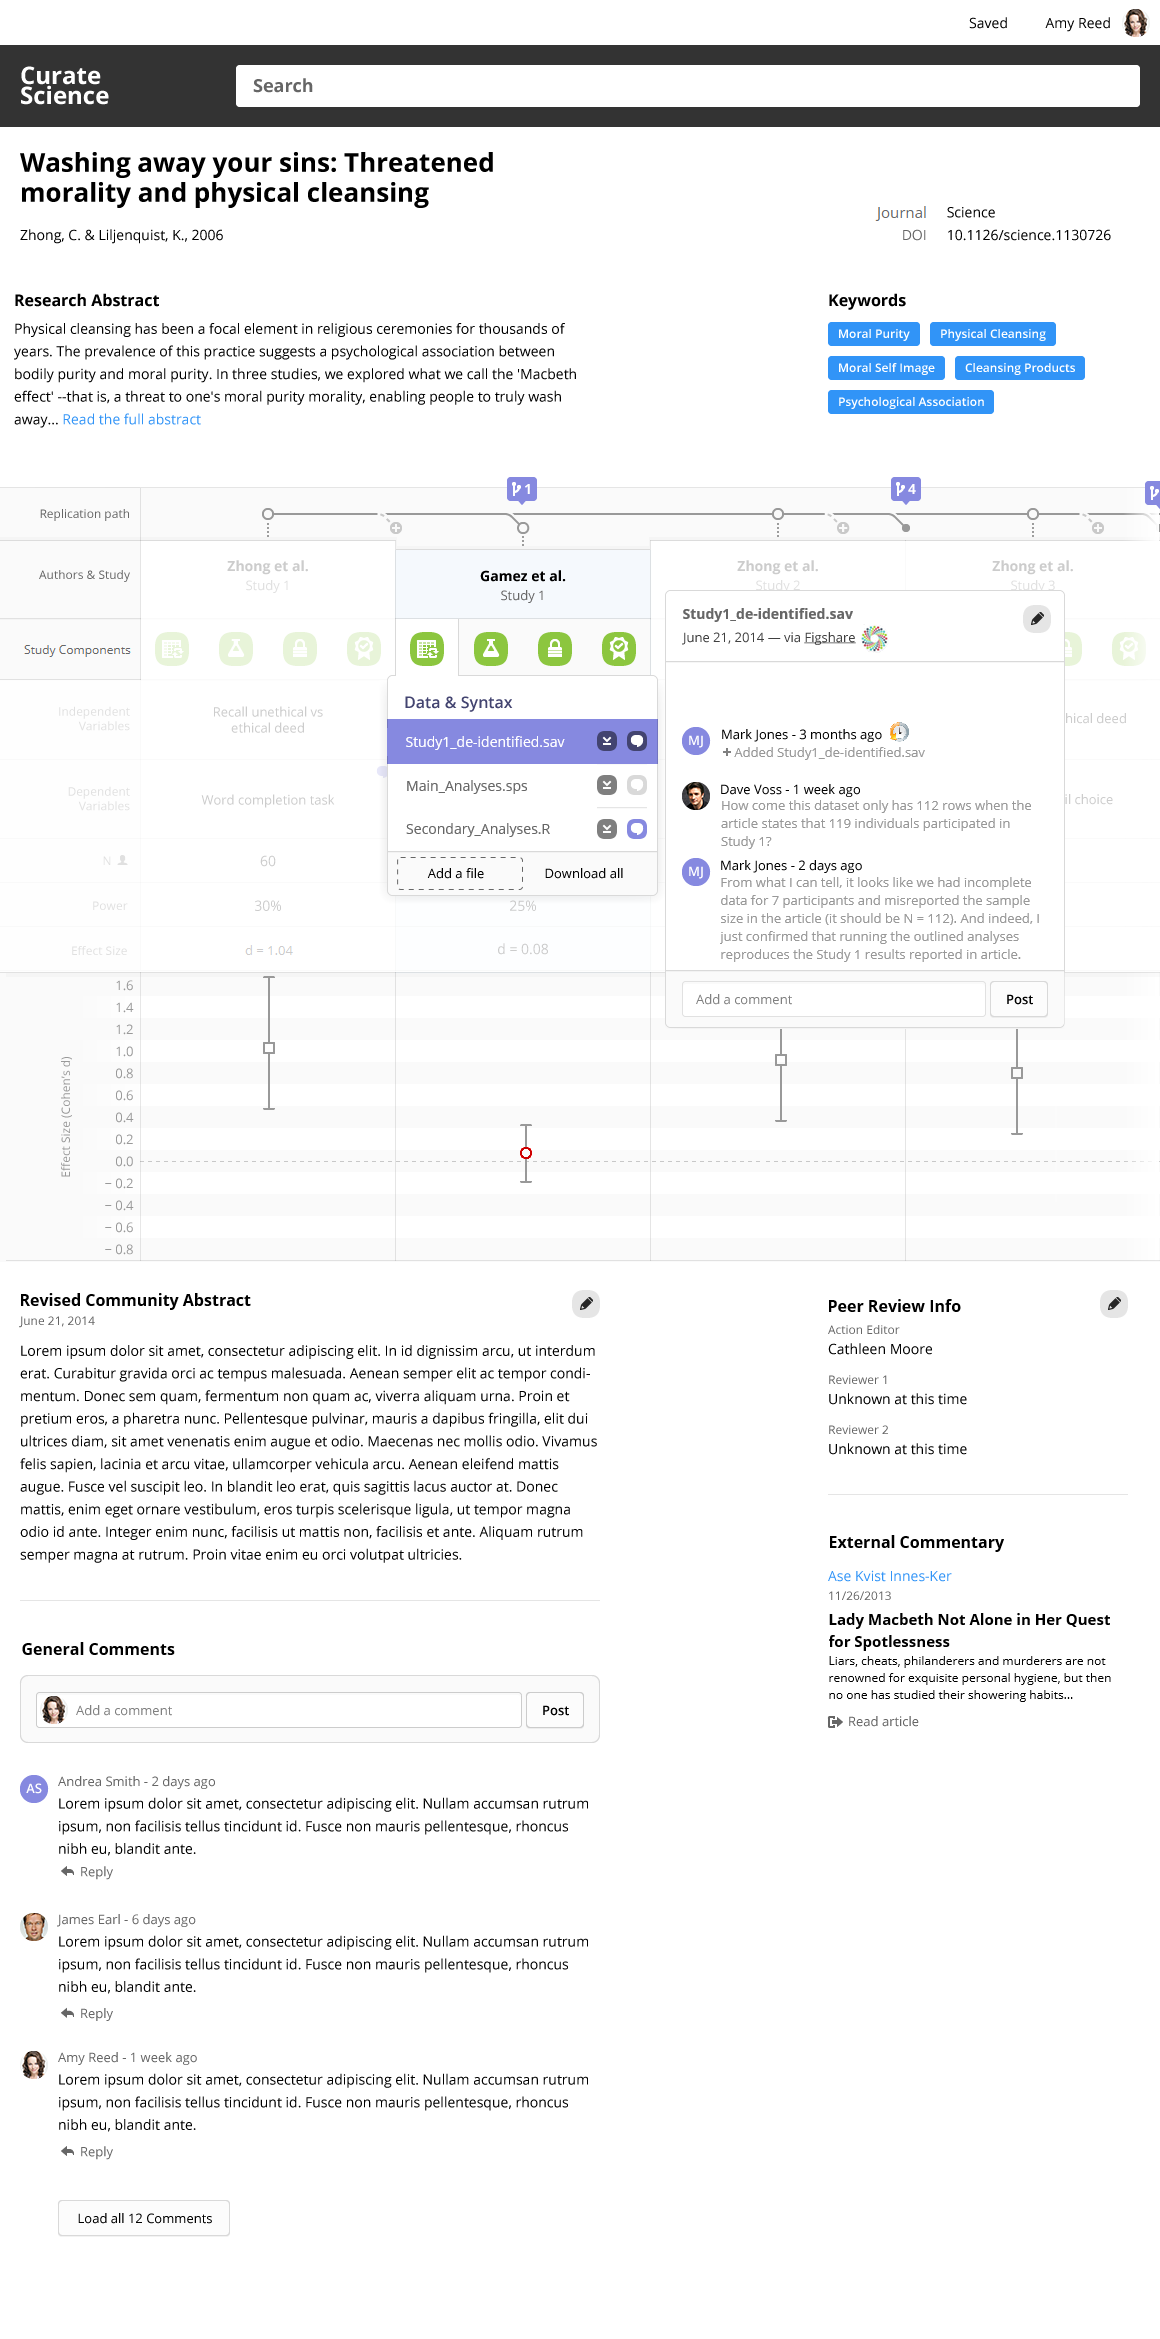 Saved
Amy Reed
Curate
Science
Search
Washing away your sins: Threatened
morality and physical cleansing
Zhong, C. & Liljenquist, K., 2006
Journal Science
DOI 10.1126/science.1130726
Research Abstract
Physical cleansing has been a focal element in religious ceremonies for thousands of
years. The prevalence of this practice suggests a psychological association between
bodily purity and moral purity. In three studies, we explored what we call the 'Macbeth
effect' --that is, a threat to one's moral purity morality, enabling people to truly wash
away... Read the full abstract
Keywords
Moral Purity
Physical Cleansing
Moral Self Image
Cleansing Products
Psychological Association
1
4
Replication path
Authors & Study
Zhong et al.
Study 1
Gamez et al.
Study 1
Zhong et al.
Study 2
Zhong et al.
Study 3
Study Components
Independent
Variables
Recall unethical vs
ethical deed
hical deed
Dependent
Variables
Word completion task
il choice
N
60
Power
30%
25%
Effect Size
d = 1.04
d = 0.08
Data & Syntax
Study1_de-identified.sav
Main_Analyses.sps
Secondary_Analyses.R
Add a file
Download all
Study1_de-identified.sav
June 21, 2014 — via Figshare
MJ
Mark Jones - 3 months ago
+ Added Study1_de-identified.sav
Dave Voss - 1 week ago
How come this dataset only has 112 rows when the
article states that 119 individuals participated in
Study 1?
MJ
Mark Jones - 2 days ago
From what I can tell, it looks like we had incomplete
data for 7 participants and misreported the sample
size in the article (it should be N = 112). And indeed, I
just confirmed that running the outlined analyses
reproduces the Study 1 results reported in article.
Add a comment
Post
Effect Size (Cohen's d)
1.6
1.4
1.2
1.0
0.8
0.6
0.4
0.2
0.0
− 0.2
− 0.4
− 0.6
− 0.8
Revised Community Abstract
June 21, 2014
Lorem ipsum dolor sit amet, consectetur adipiscing elit. In id dignissim arcu, ut interdum
erat. Curabitur gravida orci ac tempus malesuada. Aenean semper elit ac tempor condi-
mentum. Donec sem quam, fermentum non quam ac, viverra aliquam urna. Proin et
pretium eros, a pharetra nunc. Pellentesque pulvinar, mauris a dapibus fringilla, elit dui
ultrices diam, sit amet venenatis enim augue et odio. Maecenas nec mollis odio. Vivamus
felis sapien, lacinia et arcu vitae, ullamcorper vehicula arcu. Aenean eleifend mattis
augue. Fusce vel suscipit leo. In blandit leo erat, quis sagittis lacus auctor at. Donec
mattis, enim eget ornare vestibulum, eros turpis scelerisque ligula, ut tempor magna
odio id ante. Integer enim nunc, facilisis ut mattis non, facilisis et ante. Aliquam rutrum
semper magna at rutrum. Proin vitae enim eu orci volutpat ultricies.
Peer Review Info
Action Editor
Cathleen Moore
Reviewer 1
Unknown at this time
Reviewer 2
Unknown at this time
External Commentary
Ase Kvist Innes-Ker
11/26/2013
Lady Macbeth Not Alone in Her Quest
for Spotlessness
Liars, cheats, philanderers and murderers are not
renowned for exquisite personal hygiene, but then
no one has studied their showering habits...
Read article
General Comments
Add a comment
Post
AS
Andrea Smith - 2 days ago
Lorem ipsum dolor sit amet, consectetur adipiscing elit. Nullam accumsan rutrum
ipsum, non facilisis tellus tincidunt id. Fusce non mauris pellentesque, rhoncus
nibh eu, blandit ante.
Reply
James Earl - 6 days ago
Lorem ipsum dolor sit amet, consectetur adipiscing elit. Nullam accumsan rutrum
ipsum, non facilisis tellus tincidunt id. Fusce non mauris pellentesque, rhoncus
nibh eu, blandit ante.
Reply
Amy Reed - 1 week ago
Lorem ipsum dolor sit amet, consectetur adipiscing elit. Nullam accumsan rutrum
ipsum, non facilisis tellus tincidunt id. Fusce non mauris pellentesque, rhoncus
nibh eu, blandit ante.
Reply
Load all 12 Comments